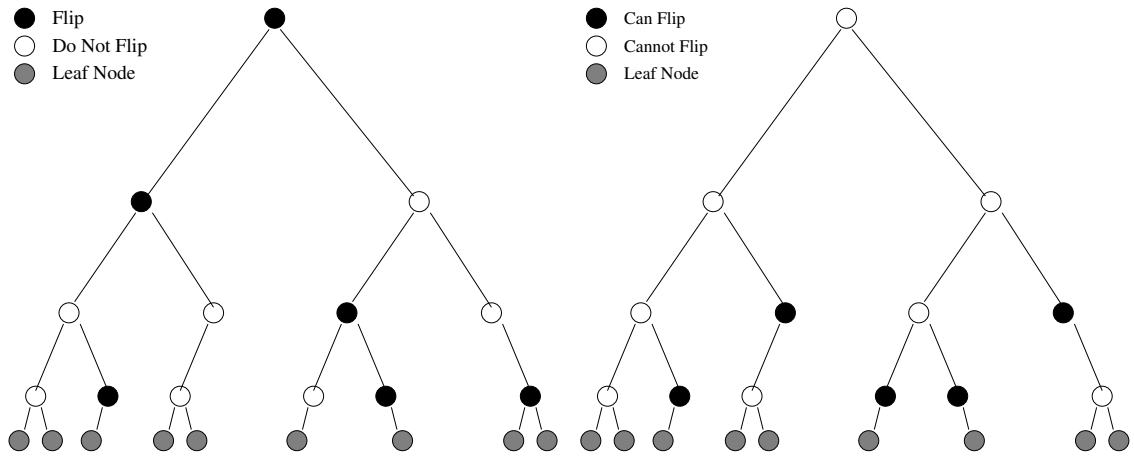 Flip
Do Not Flip
Leaf Node
Can Flip
Cannot Flip
Leaf Node